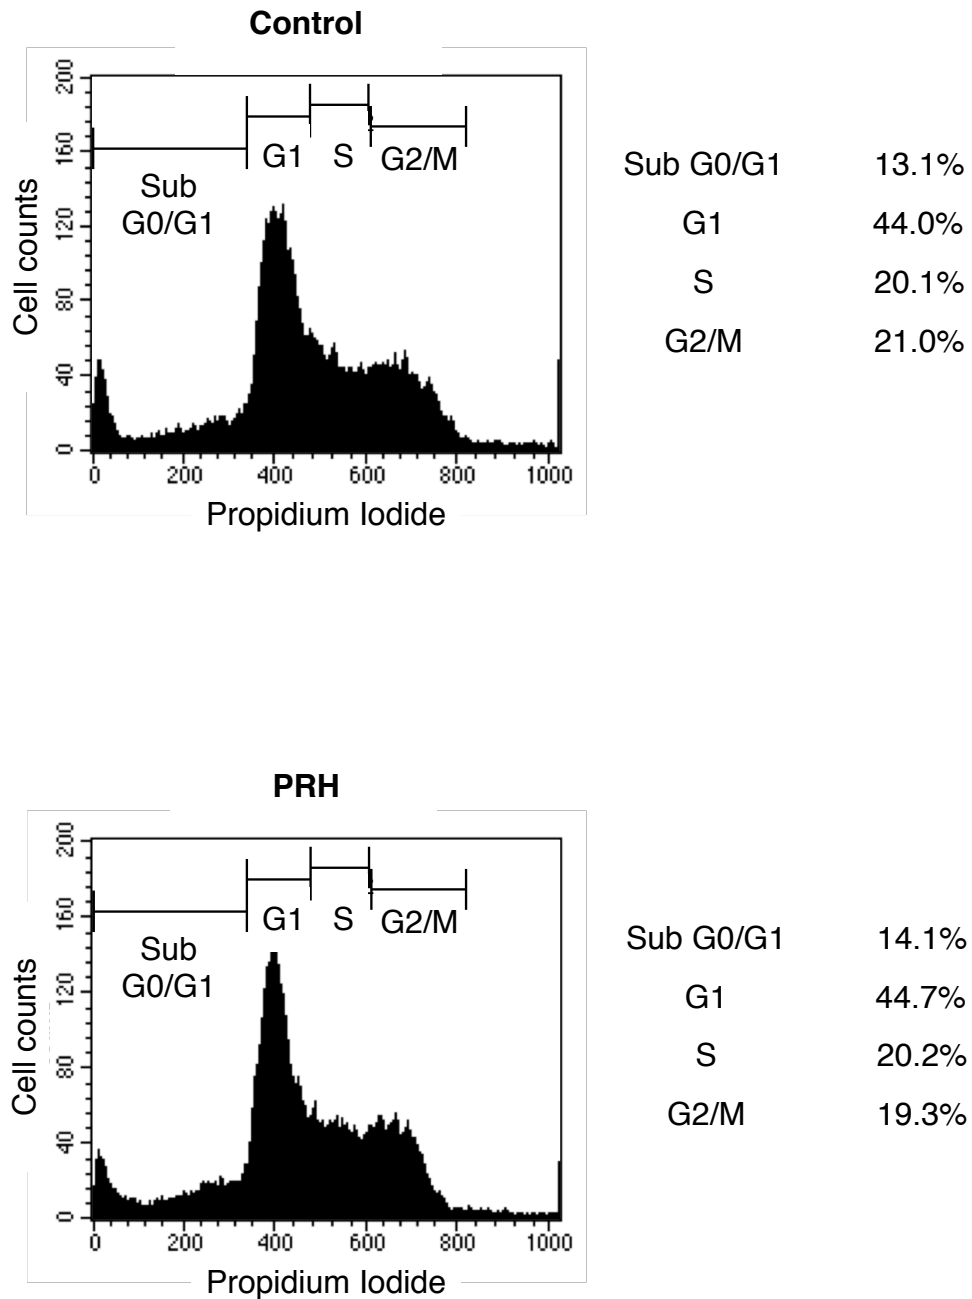 Control
200
160
120
80
40
0
Cell counts
Sub
G0/G1
G1
S
G2/M
0 200 400 600 800 1000
Propidium Iodide
Sub G0/G1 13.1%
G1 44.0%
S 20.1%
G2/M 21.0%
PRH
200
160
120
80
40
0
Cell counts
Sub
G0/G1
G1
S
G2/M
0 200 400 600 800 1000
Propidium Iodide
Sub G0/G1 14.1%
G1 44.7%
S 20.2%
G2/M 19.3%